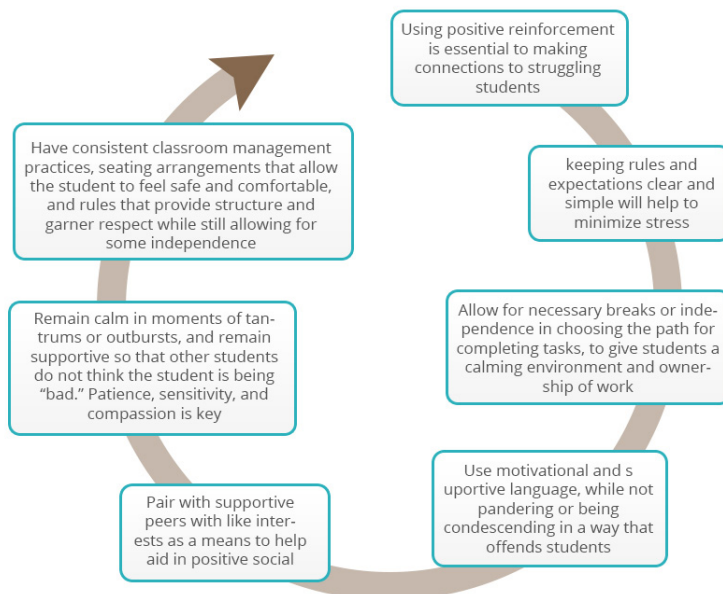 Using positive reinforcement
is essential to making
connections to struggling
students
keeping rules and
expectations clear and
simple will help to
minimize stress
Allow for necessary breaks or inde-
pendence in choosing the path for
completing tasks, to give students a
calming environment and owner-
ship of work
Use motivational and s
uportive language, while not
pandering or being
condescending in a way that
offends students
Pair with supportive
peers with like inter-
ests as a means to help
aid in positive social
Remain calm in moments of tan-
trums or outbursts, and remain
supportive so that other students
do not think the student is being
“bad.” Patience, sensitivity, and
compassion is key
Have consistent classroom management
practices, seating arrangements that allow
the student to feel safe and comfortable,
and rules that provide structure and
garner respect while still allowing for
some independence